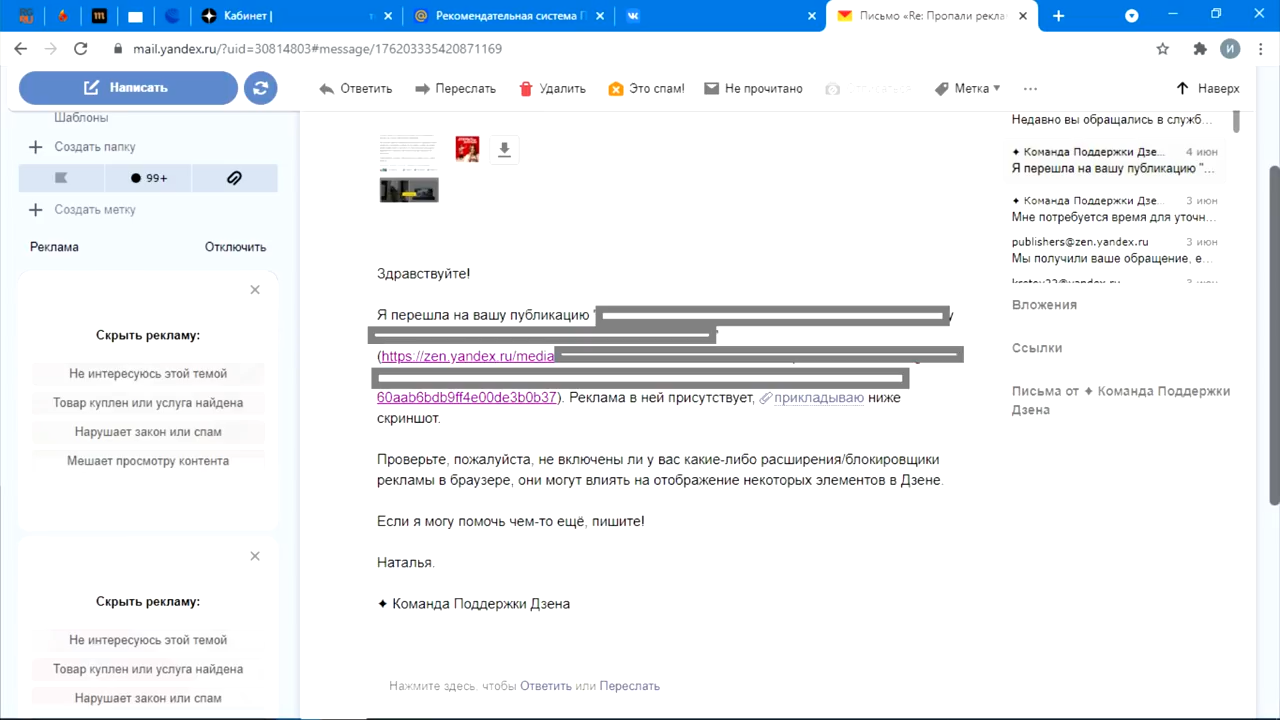 Кабинет |
Рекомендательная система П
Письмо «Re: Пропали рекла
mail.yandex.ru/?uid=30814803#message/176203335420871169
И
Написать
Ответить
Переслать
Удалить
Это спам!
Не прочитано
Отписаться
Метка
Наверх
Шаблоны
Создать папку
99+
Создать метку
Реклама
Отключить
Скрыть рекламу:
Не интересуюсь этой темой
Товар куплен или услуга найдена
Нарушает закон или спам
Мешает просмотру контента
Скрыть рекламу:
Не интересуюсь этой темой
Товар куплен или услуга найдена
Нарушает закон или спам
Здравствуйте!
Я перешла на вашу публикацию "
(https://zen.yandex.ru/media
60aab6bdb9ff4e00de3b0b37). Реклама в ней присутствует, прикладываю ниже
скриншот.
Проверьте, пожалуйста, не включены ли у вас какие-либо расширения/блокировщики
рекламы в браузере, они могут влиять на отображение некоторых элементов в Дзене.
Если я могу помочь чем-то ещё, пишите!
Наталья.
✦ Команда Поддержки Дзена
Нажмите здесь, чтобы Ответить или Переслать
Недавно вы обращались в служб...
✦ Команда Поддержки Дзе... 4 июн
Я перешла на вашу публикацию "...
✦ Команда Поддержки Дзе... 3 июн
Мне потребуется время для уточн...
publishers@zen.yandex.ru 3 июн
Мы получили ваше обращение, е...
Вложения
Ссылки
Письма от ✦ Команда Поддержки
Дзена